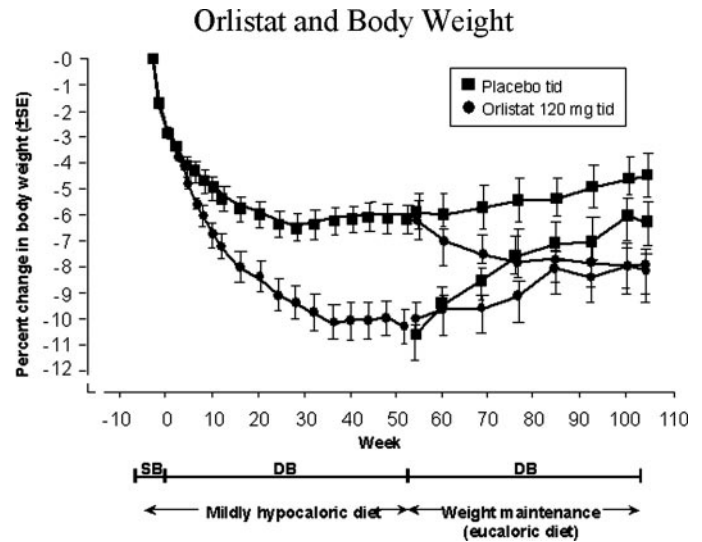 Orlistat and Body Weight
Percent change in body weight (±SE)
-0
-1
-2
-3
-4
-5
-6
-7
-8
-9
-10
-11
-12
Placebo tid
Orlistat 120 mg tid
-10 0 10 20 30 40 50 60 70 80 90 100 110
Week
SB DB DB
Mildly hypocaloric diet Weight maintenance
(eucaloric diet)